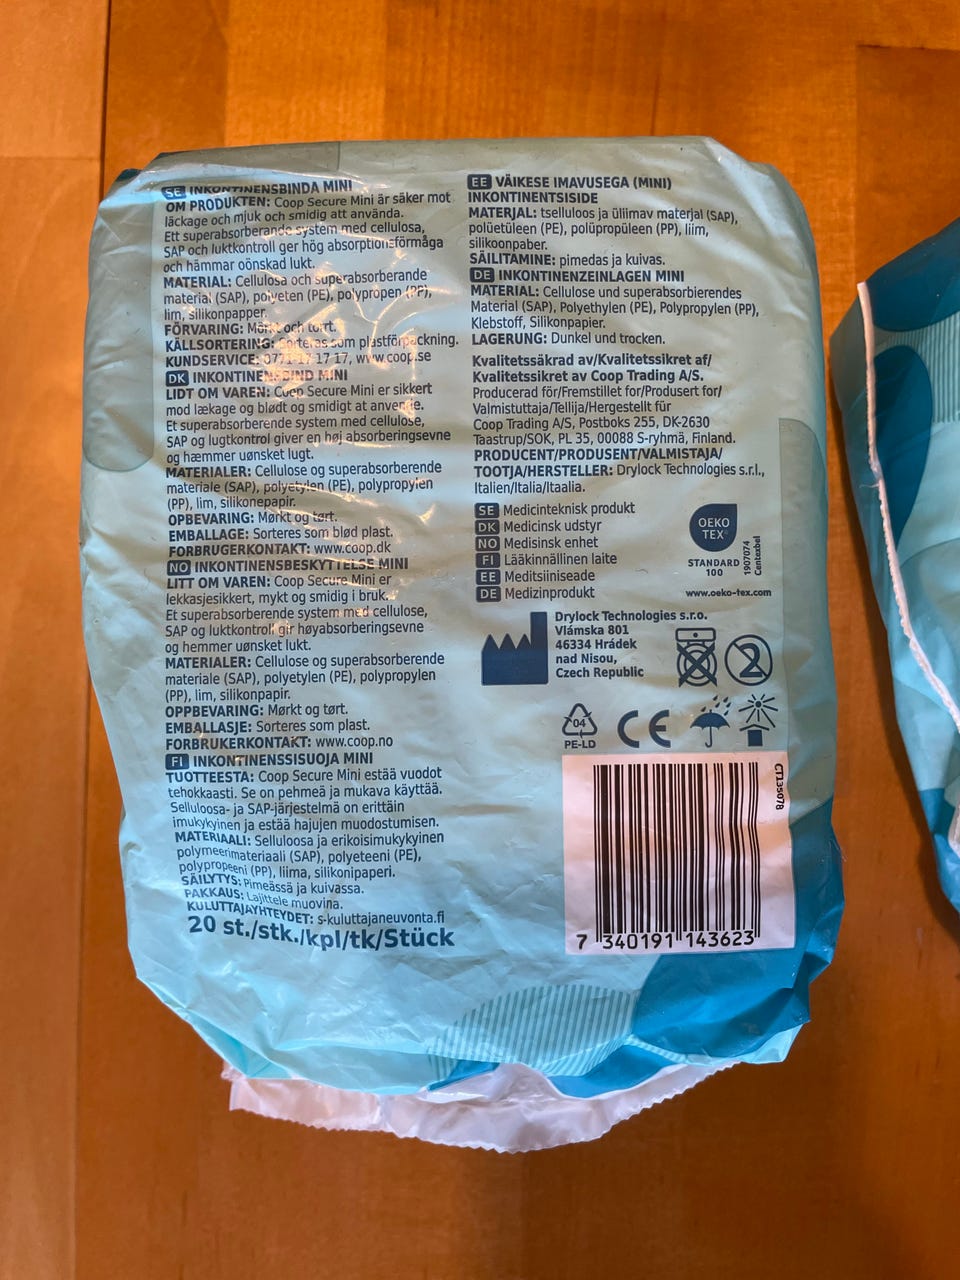 SE INKONTINENSBINDA MINI
OM PRODUKTEN: Coop Secure Mini är säker mot
läckage och mjuk och smidig att använda.
Ett superabsorberande system med cellulosa,
SAP och luktkontroll ger hög absorptionsförmåga
och hämmar oönskad lukt.
MATERIAL: Cellulosa och superabsorberande
material (SAP), polyeten (PE), polypropen (PP),
lim, silikonpapper.
FÖRVARING: Mörkt och torrt.
KÄLLSORTERING: Sorteras som plastförpackning.
KUNDSERVICE: 0771-17 17 17, www.coop.se
DK INKONTINENSBIND MINI
LIDT OM VAREN: Coop Secure Mini er sikkert
mod lækage og blødt og smidigt at anvende.
Et superabsorberende system med cellulose,
SAP og lugtkontrol giver en høj absorberingsevne
og hæmmer uønsket lugt.
MATERIALER: Cellulose og superabsorberende
materiale (SAP), polyetylen (PE), polypropylen
(PP), lim, silikonepapir.
OPBEVARING: Mørkt og tørt.
EMBALLAGE: Sorteres som blød plast.
FORBRUGERKONTAKT: www.coop.dk
NO INKONTINENSBESKYTTELSE MINI
LITT OM VAREN: Coop Secure Mini er
lekkasjesikkert, mykt og smidig i bruk.
Et superabsorberende system med cellulose,
SAP og luktkontroll gir høyabsorberingsevne
og hemmer uønsket lukt.
MATERIALER: Cellulose og superabsorberende
materiale (SAP), polyetylen (PE), polypropylen
(PP), lim, silikonpapir.
OPPBEVARING: Mørkt og tørt.
EMBALLASJE: Sorteres som plast.
FORBRUKERKONTAKT: www.coop.no
FI INKONTINENSSISUOJA MINI
TUOTTEESTA: Coop Secure Mini estää vuodot
tehokkaasti. Se on pehmeä ja mukava käyttää.
Selluloosa- ja SAP-järjestelmä on erittäin
imukykyinen ja estää hajujen muodostumisen.
MATERIAALI: Selluloosa ja erikoisimukykyinen
polymeerimateriaali (SAP), polyeteeni (PE),
polypropeeni (PP), liima, silikonipaperi.
SÄILYTYS: Pimeässä ja kuivassa.
PAKKAUS: Lajittele muovina.
KULUTTAJAYHTEYDET: s-kuluttajaneuvonta.fi
20 st./stk./kpl/tk/Stück
EE VÄIKESE IMAVUSEGA (MINI)
INKONTINENTSISIDE
MATERJAL: tselluloos ja üliimav materjal (SAP),
polüetüleen (PE), polüpropüleen (PP), liim,
silikoonpaber.
SÄILITAMINE: pimedas ja kuivas.
DE INKONTINENZEINLAGEN MINI
MATERIAL: Cellulose und superabsorbierendes
Material (SAP), Polyethylen (PE), Polypropylen (PP),
Klebstoff, Silikonpapier.
LAGERUNG: Dunkel und trocken.
Kvalitetssäkrad av/Kvalitetssikret af/
Kvalitetssikret av Coop Trading A/S.
Producerad för/Fremstillet for/Produsert for/
Valmistuttaja/Tellija/Hergestellt für
Coop Trading A/S, Postboks 255, DK-2630
Taastrup/SOK, PL 35, 00088 S-ryhmä, Finland.
PRODUCENT/PRODUSENT/VALMISTAJA/
TOOTJA/HERSTELLER: Drylock Technologies s.r.l.,
Italien/Italia/Itaalia.
SE Medicinteknisk produkt
DK Medicinsk udstyr
NO Medisinsk enhet
FI Lääkinnällinen laite
EE Meditsiiniseade
DE Medizinprodukt
OEKO
TEX®
STANDARD
100
1907074
Centexbel
www.oeko-tex.com
Drylock Technologies s.r.o.
Vlámska 801
46334 Hrádek
nad Nisou,
Czech Republic
2
04
PE-LD
CE
CT135078
7 340191 143623